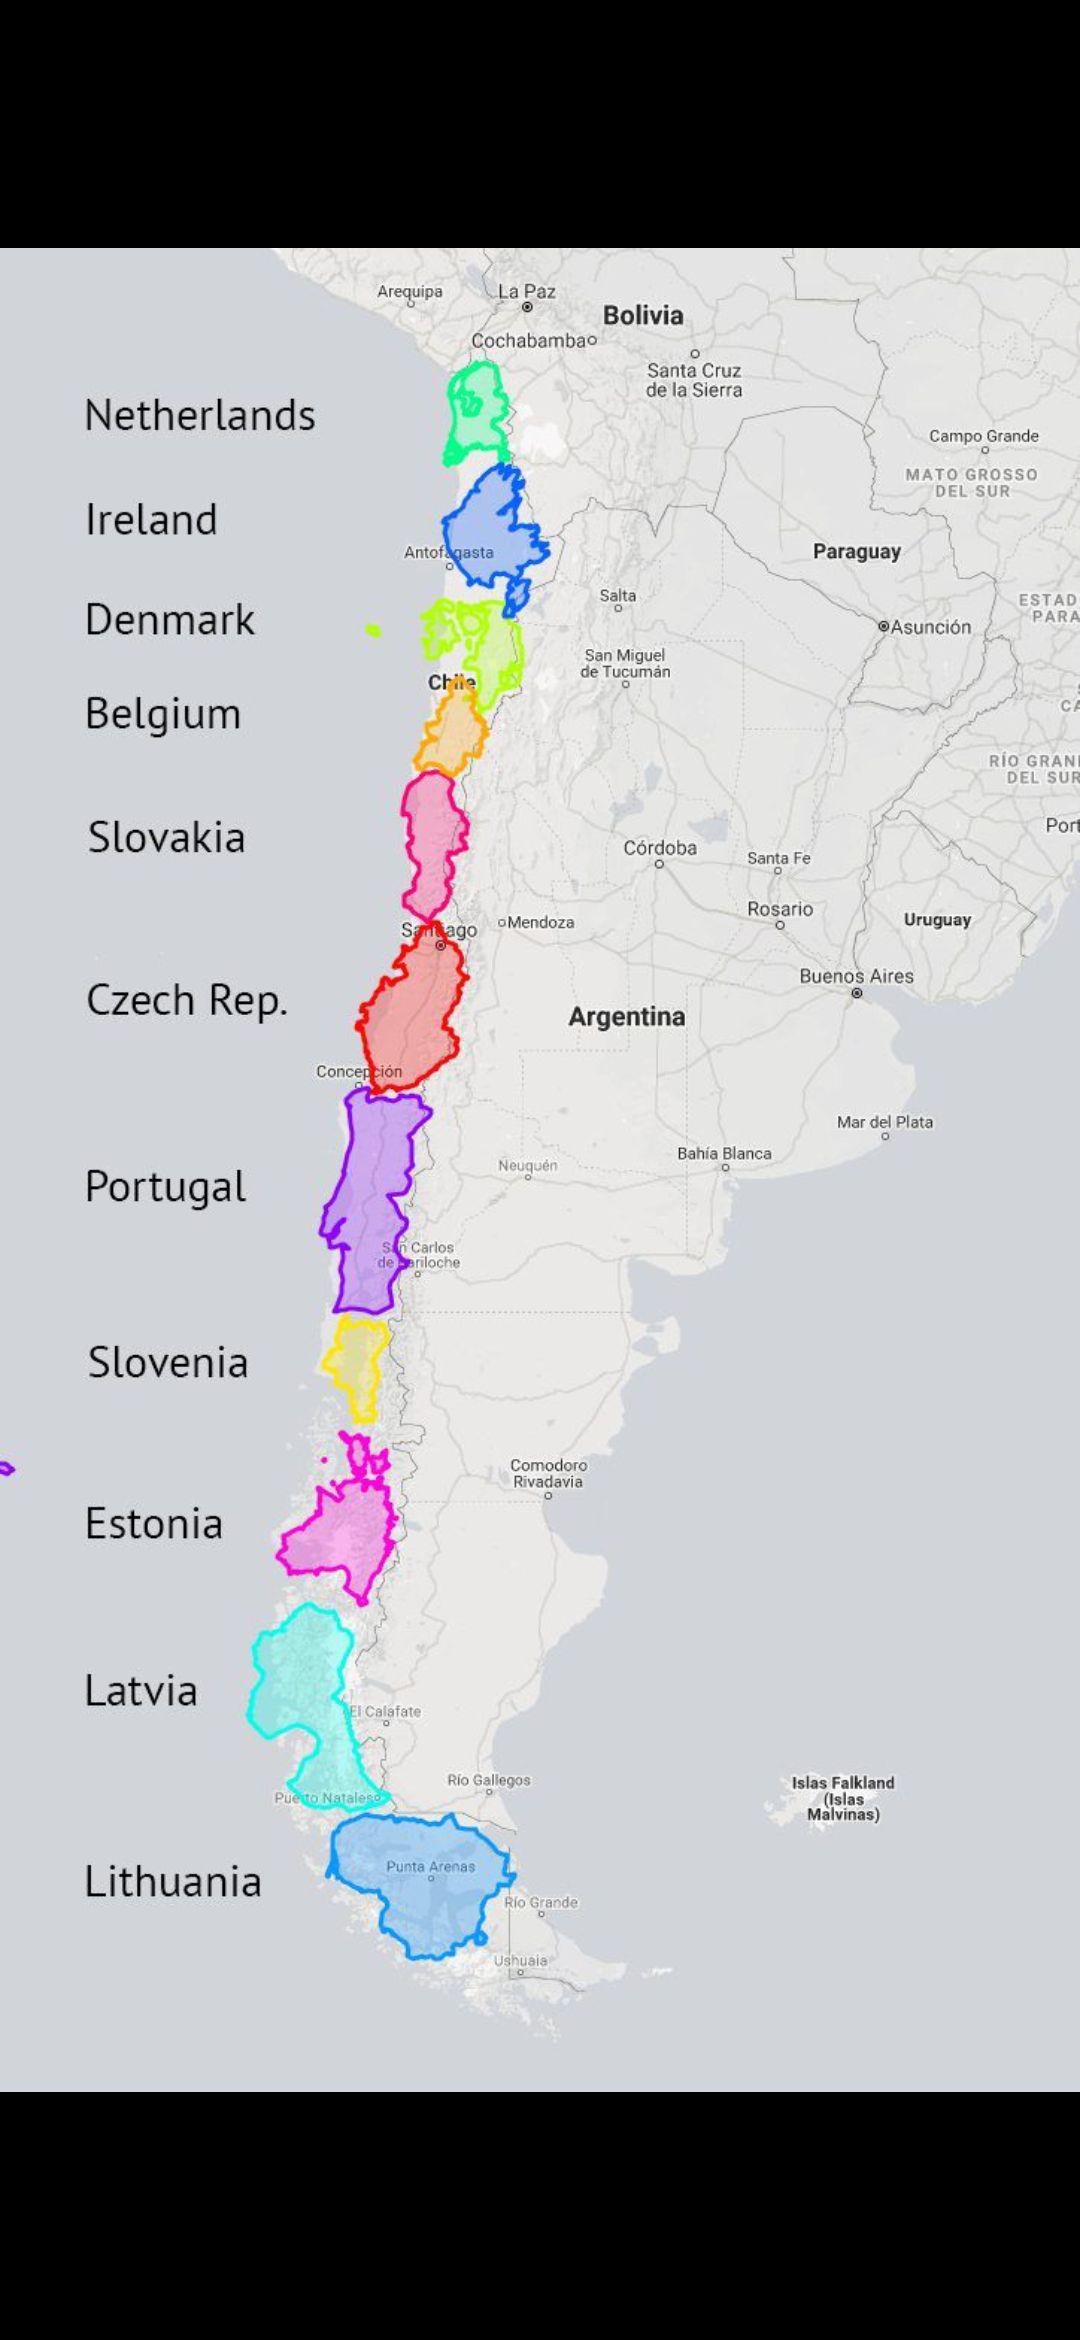 Arequipa
La Paz
Bolivia
Cochabamba
Santa Cruz
de la Sierra
Netherlands
Campo Grande
MATO GROSSO
DEL SUR
Ireland
Antofagasta
Paraguay
Salta
ESTAD
PARA
Denmark
Asunción
San Miguel
de Tucumán
Chile
CA
Belgium
RÍO GRAN
DEL SUR
Slovakia
Port
Córdoba
Santa Fe
Rosario
Uruguay
Santiago
Mendoza
Buenos Aires
Czech Rep.
Argentina
Concepción
Mar del Plata
Bahía Blanca
Neuquén
Portugal
San Carlos
de Bariloche
Slovenia
Comodoro
Rivadavia
Estonia
Latvia
El Calafate
Río Gallegos
Puerto Natales
Islas Falkland
(Islas
Malvinas)
Lithuania
Punta Arenas
Río Grande
Ushuaia